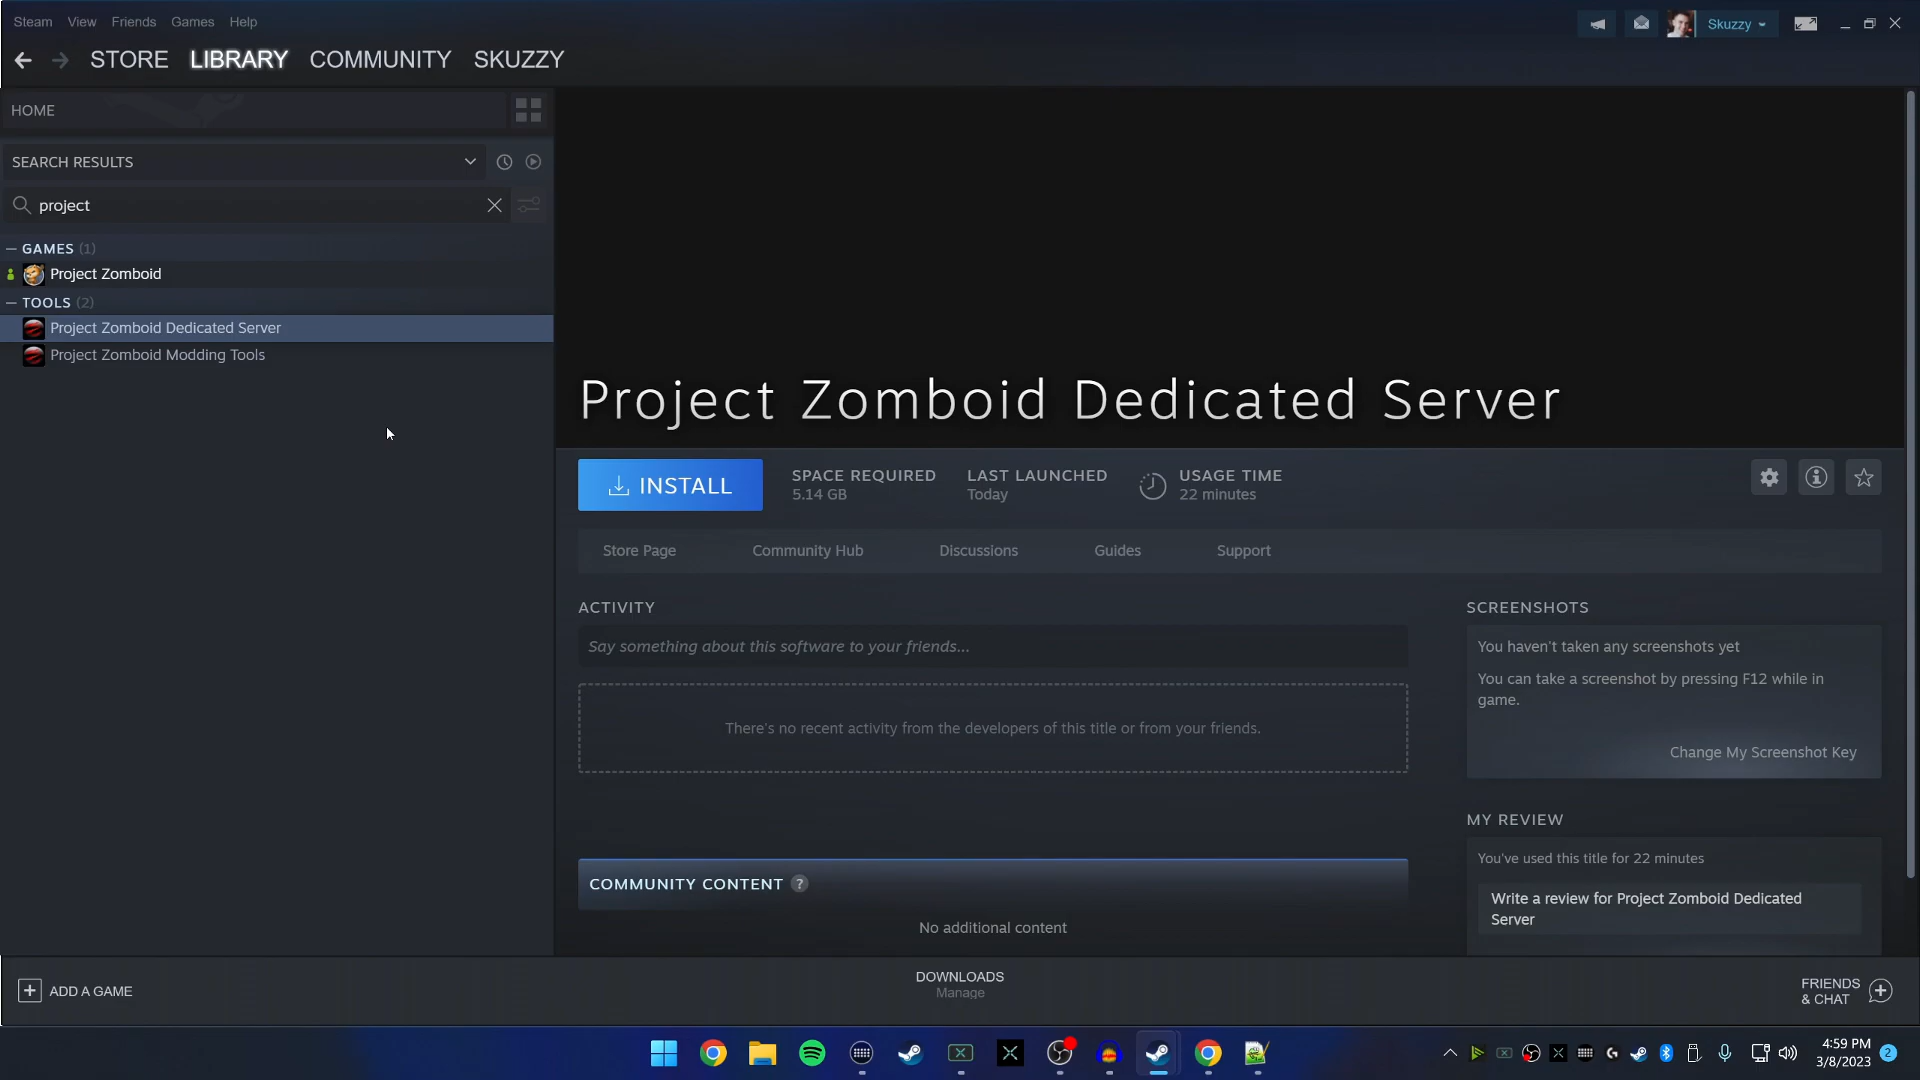 Steam View Friends Games Help
Skuzzy
STORE LIBRARY COMMUNITY SKUZZY
HOME
SEARCH RESULTS
project
GAMES (1)
Project Zomboid
TOOLS (2)
Project Zomboid Dedicated Server
Project Zomboid Modding Tools
Project Zomboid Dedicated Server
INSTALL
SPACE REQUIRED
5.14 GB
LAST LAUNCHED
Today
USAGE TIME
22 minutes
Store Page Community Hub Discussions Guides Support
ACTIVITY
Say something about this software to your friends...
There's no recent activity from the developers of this title or from your friends.
COMMUNITY CONTENT ?
No additional content
SCREENSHOTS
You haven't taken any screenshots yet
You can take a screenshot by pressing F12 while in
game.
Change My Screenshot Key
MY REVIEW
You've used this title for 22 minutes
Write a review for Project Zomboid Dedicated
Server
ADD A GAME
DOWNLOADS
Manage
FRIENDS
& CHAT
4:59 PM
3/8/2023
2